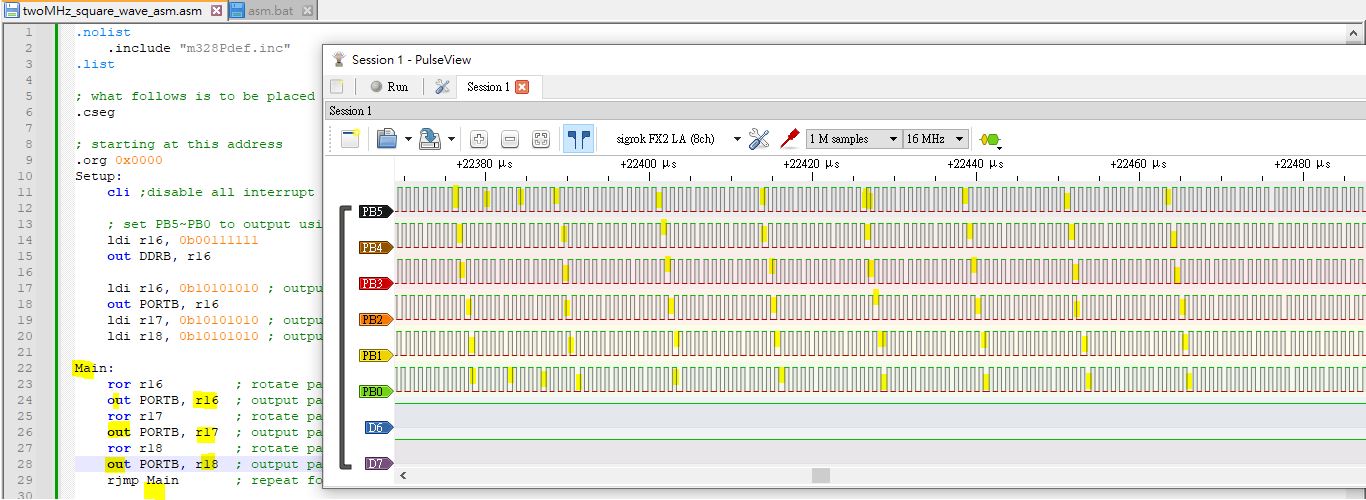 twoMHz_square_wave_asm.asm
asm.bat
1 .nolist
2 .include "m328Pdef.inc"
3 .list
4
5 ; what follows is to be placed
6 .cseg
7
8 ; starting at this address
9 .org 0x0000
10 Setup:
11 cli ;disable all interrupt
12
13 ; set PB5~PB0 to output usi
14 ldi r16, 0b00111111
15 out DDRB, r16
16
17 ldi r16, 0b10101010 ; outpu
18 out PORTB, r16
19 ldi r17, 0b10101010 ; outpu
20 ldi r18, 0b10101010 ; outpu
21
22 Main:
23 ror r16 ; rotate pa
24 out PORTB, r16 ; output pa
25 ror r17 ; rotate pa
26 out PORTB, r17 ; output pa
27 ror r18 ; rotate pa
28 out PORTB, r18 ; output pa
29 rjmp Main ; repeat fo
30
Session 1 - PulseView
Run
Session 1
Session 1
sigrok FX2 LA (8ch)
1 M samples
16 MHz
+22380 μs
+22400 μs
+22420 μs
+22440 μs
+22460 μs
+22480 μs
PB5
PB4
PB3
PB2
PB1
PB0
D6
D7